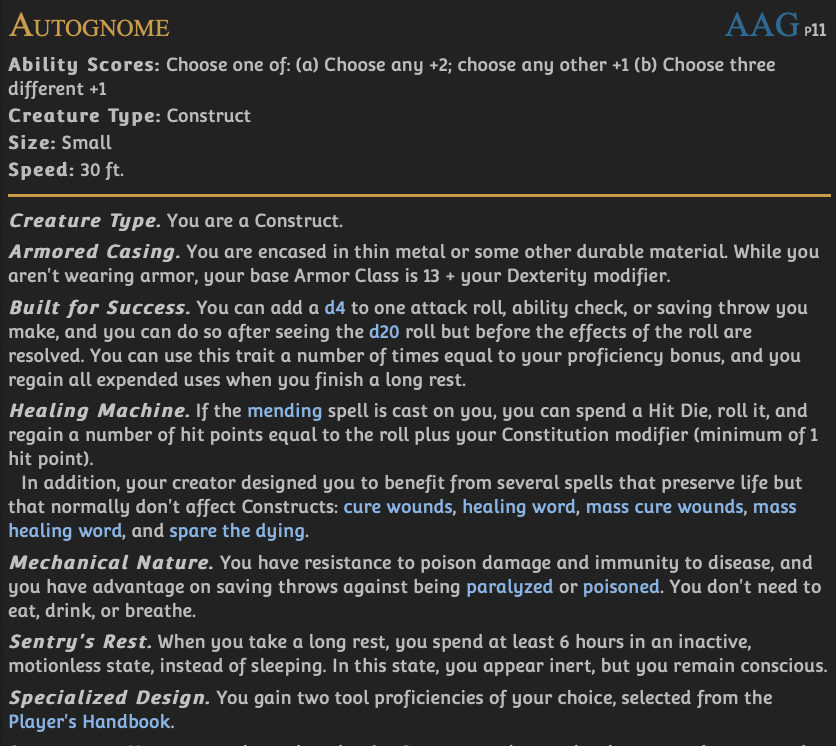 AUTOGNOME AAG P11
Ability Scores: Choose one of: (a) Choose any +2; choose any other +1 (b) Choose three
different +1
Creature Type: Construct
Size: Small
Speed: 30 ft.
Creature Type. You are a Construct.
Armored Casing. You are encased in thin metal or some other durable material. While you
aren't wearing armor, your base Armor Class is 13 + your Dexterity modifier.
Built for Success. You can add a d4 to one attack roll, ability check, or saving throw you
make, and you can do so after seeing the d20 roll but before the effects of the roll are
resolved. You can use this trait a number of times equal to your proficiency bonus, and you
regain all expended uses when you finish a long rest.
Healing Machine. If the mending spell is cast on you, you can spend a Hit Die, roll it, and
regain a number of hit points equal to the roll plus your Constitution modifier (minimum of 1
hit point).
In addition, your creator designed you to benefit from several spells that preserve life but
that normally don't affect Constructs: cure wounds, healing word, mass cure wounds, mass
healing word, and spare the dying.
Mechanical Nature. You have resistance to poison damage and immunity to disease, and
you have advantage on saving throws against being paralyzed or poisoned. You don't need to
eat, drink, or breathe.
Sentry's Rest. When you take a long rest, you spend at least 6 hours in an inactive,
motionless state, instead of sleeping. In this state, you appear inert, but you remain conscious.
Specialized Design. You gain two tool proficiencies of your choice, selected from the
Player's Handbook.